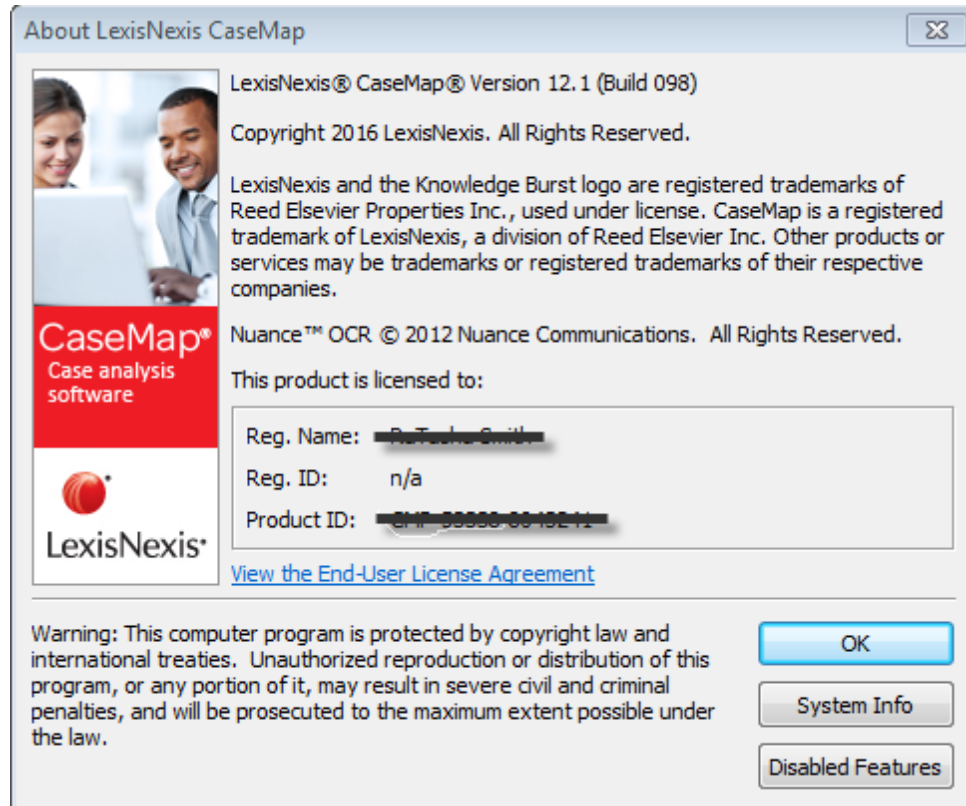 About LexisNexis CaseMap
LexisNexis® CaseMap® Version 12.1 (Build 098)
Copyright 2016 LexisNexis. All Rights Reserved.
LexisNexis and the Knowledge Burst logo are registered trademarks of
Reed Elsevier Properties Inc., used under license. CaseMap is a registered
trademark of LexisNexis, a division of Reed Elsevier Inc. Other products or
services may be trademarks or registered trademarks of their respective
companies.
CaseMap®
Case analysis
software
Nuance™ OCR © 2012 Nuance Communications.  All Rights Reserved.
This product is licensed to:
Reg. Name:
Reg. ID: n/a
Product ID:
LexisNexis®
View the End-User License Agreement
Warning: This computer program is protected by copyright law and
international treaties.  Unauthorized reproduction or distribution of this
program, or any portion of it, may result in severe civil and criminal
penalties, and will be prosecuted to the maximum extent possible under
the law.
OK
System Info
Disabled Features